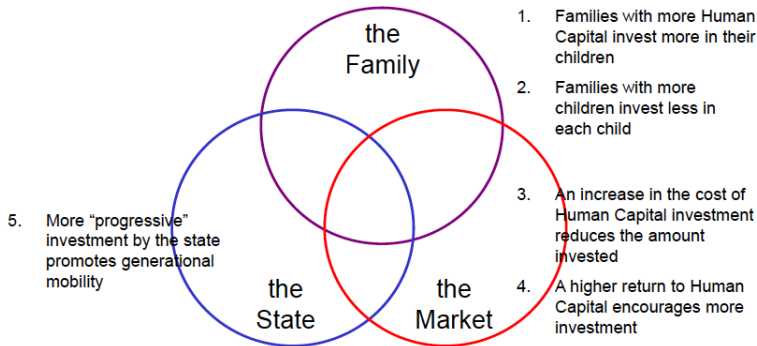 the
Family
1. Families with more Human
Capital invest more in their
children
2. Families with more
children invest less in
each child
3. An increase in the cost of
Human Capital investment
reduces the amount
invested
4. A higher return to Human
Capital encourages more
investment
5. More “progressive”
investment by the state
promotes generational
mobility
the
State
the
Market